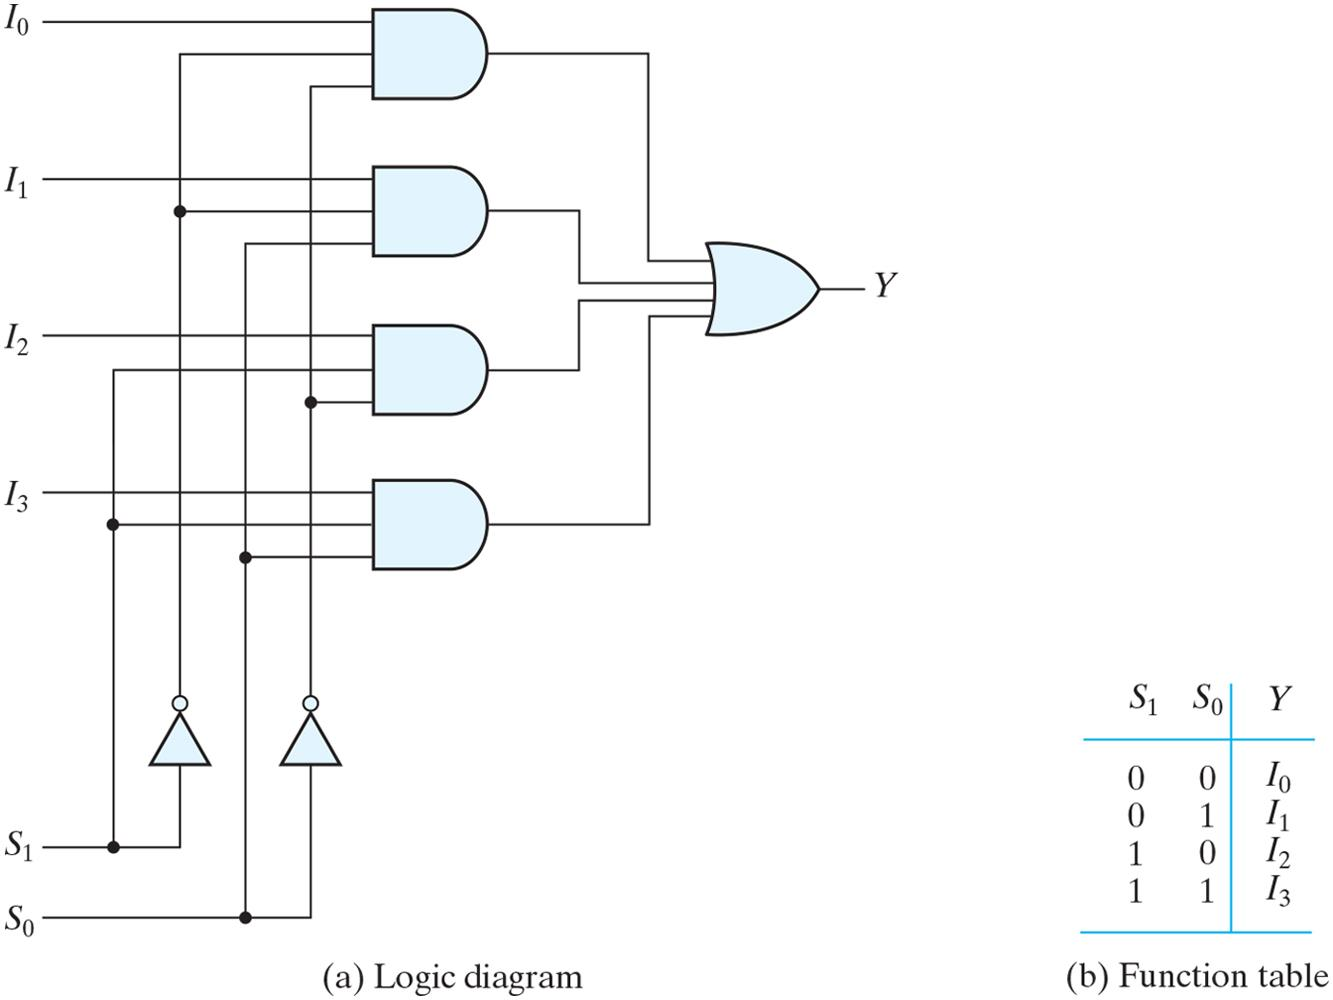 I0
I1
I2
I3
Y
S1
S0
(a) Logic diagram
S1 S0 Y
0 0 I0
0 1 I1
1 0 I2
1 1 I3
(b) Function table